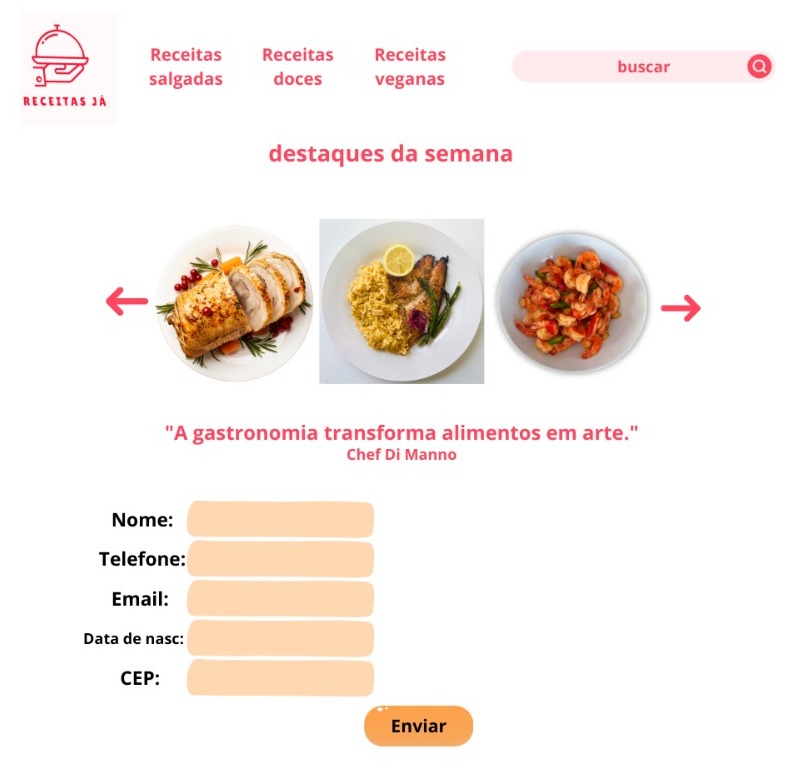 RECEITAS JÀ
Receitas
salgadas
Receitas
doces
Receitas
veganas
buscar
destaques da semana
"A gastronomia transforma alimentos em arte."
Chef Di Manno
Nome:
Telefone:
Email:
Data de nasc:
CEP:
Enviar